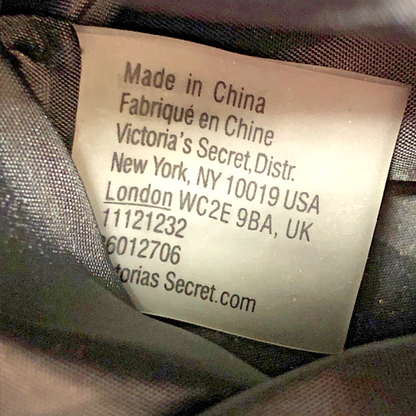 Made in China
Fabriqué en Chine
Victoria's Secret,Distr.
New York, NY 10019 USA
London WC2E 9BA, UK
11121232
6012706
torias Secret.com